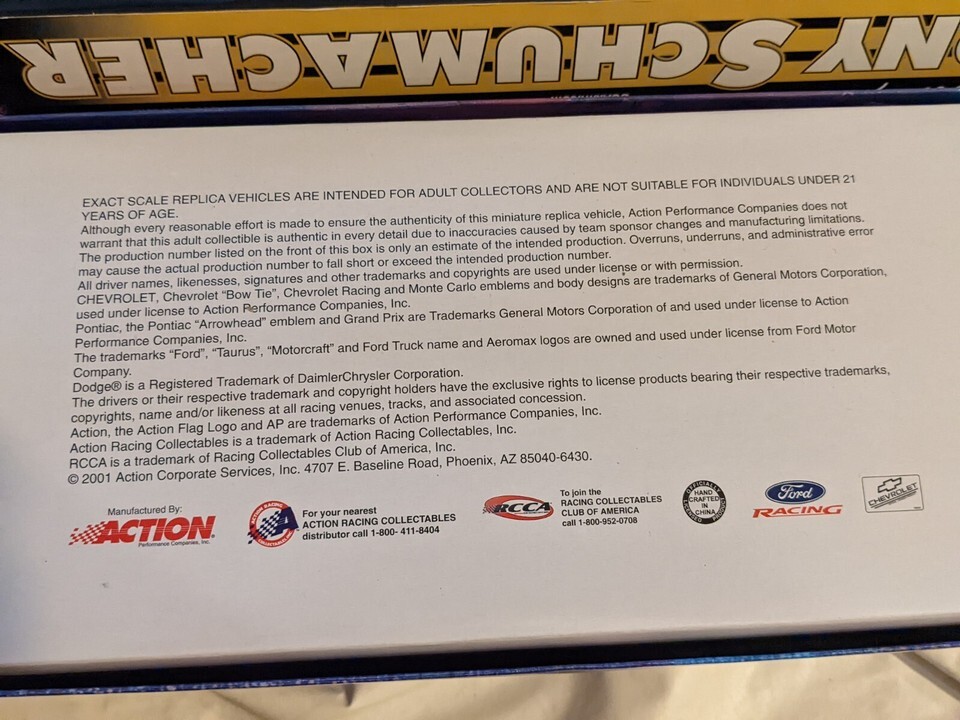 NY SCHUMACHER
EXACT SCALE REPLICA VEHICLES ARE INTENDED FOR ADULT COLLECTORS AND ARE NOT SUITABLE FOR INDIVIDUALS UNDER 21
YEARS OF AGE.
Although every reasonable effort is made to ensure the authenticity of this miniature replica vehicle, Action Performance Companies does not
warrant that this adult collectible is authentic in every detail due to inaccuracies caused by team sponsor changes and manufacturing limitations.
The production number listed on the front of this box is only an estimate of the intended production. Overruns, underruns, and administrative error
may cause the actual production number to fall short or exceed the intended production number.
All driver names, likenesses, signatures and other trademarks and copyrights are used under license or with permission.
CHEVROLET, Chevrolet “Bow Tie”, Chevrolet Racing and Monte Carlo emblems and body designs are trademarks of General Motors Corporation,
used under license to Action Performance Companies, Inc.
Pontiac, the Pontiac “Arrowhead” emblem and Grand Prix are Trademarks General Motors Corporation of and used under license to Action
Performance Companies, Inc.
The trademarks “Ford”, “Taurus”, “Motorcraft” and Ford Truck name and Aeromax logos are owned and used under license from Ford Motor
Company.
Dodge® is a Registered Trademark of DaimlerChrysler Corporation.
The drivers or their respective trademark and copyright holders have the exclusive rights to license products bearing their respective trademarks,
copyrights, name and/or likeness at all racing venues, tracks, and associated concession.
Action, the Action Flag Logo and AP are trademarks of Action Performance Companies, Inc.
Action Racing Collectables is a trademark of Action Racing Collectables, Inc.
RCCA is a trademark of Racing Collectables Club of America, Inc.
© 2001 Action Corporate Services, Inc. 4707 E. Baseline Road, Phoenix, AZ 85040-6430.
Manufactured By:
ACTION
Performance Companies, Inc.
ACTION RACING
COLLECTABLES
For your nearest
ACTION RACING COLLECTABLES
distributor call 1-800- 411-8404
RCCA
To join the
RACING COLLECTABLES
CLUB OF AMERICA
call 1-800-952-0708
OFFICIALLY
HAND
CRAFTED
IN
CHINA
Ford
RACING
CHEVROLET